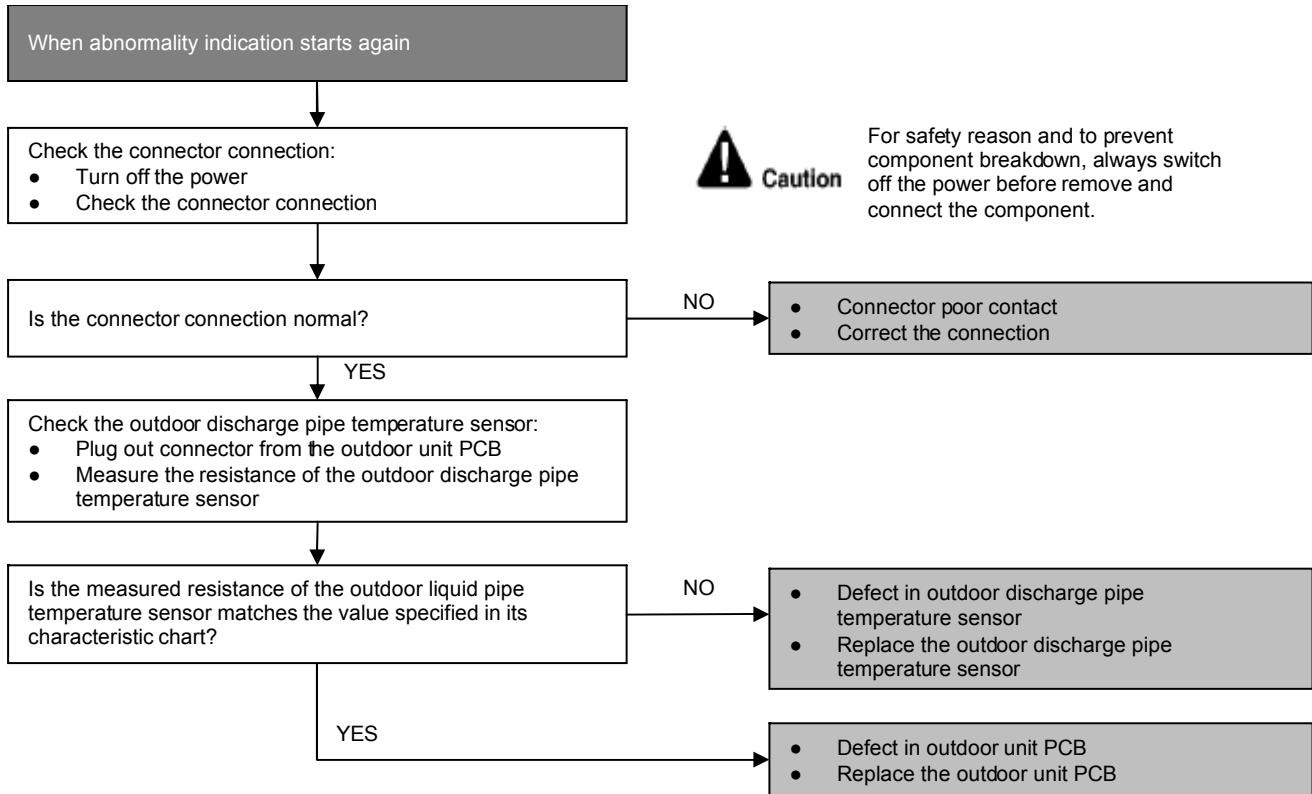 When abnormality indication starts again
Check the connector connection:
● Turn off the power
● Check the connector connection
Caution
For safety reason and to prevent
component breakdown, always switch
off the power before remove and
connect the component.
Is the connector connection normal?
NO
● Connector poor contact
● Correct the connection
YES
Check the outdoor discharge pipe temperature sensor:
● Plug out connector from the outdoor unit PCB
● Measure the resistance of the outdoor discharge pipe
temperature sensor
Is the measured resistance of the outdoor liquid pipe
temperature sensor matches the value specified in its
characteristic chart?
NO
● Defect in outdoor discharge pipe
temperature sensor
● Replace the outdoor discharge pipe
temperature sensor
YES
● Defect in outdoor unit PCB
● Replace the outdoor unit PCB